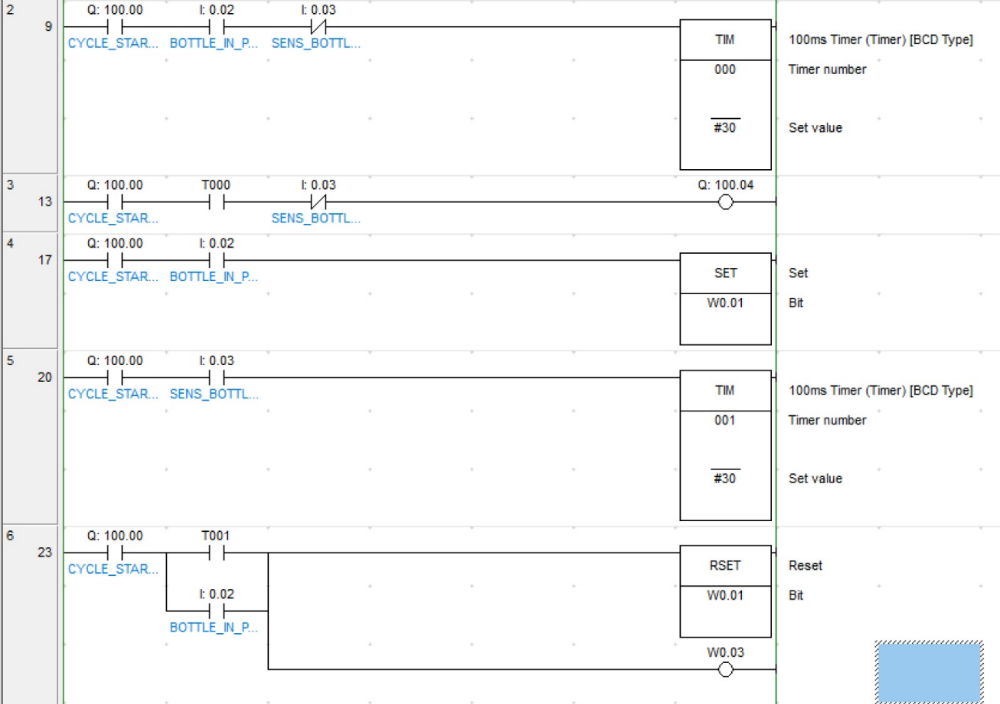 2
Q: 100.00 I: 0.02 I: 0.03
9
CYCLE_STAR... BOTTLE_IN_P... SENS_BOTTL...
TIM 100ms Timer (Timer) [BCD Type]
000 Timer number
#30 Set value
3
Q: 100.00 T000 I: 0.03 Q: 100.04
13
CYCLE_STAR... SENS_BOTTL...
4
Q: 100.00 I: 0.02
17
CYCLE_STAR... BOTTLE_IN_P...
SET Set
W0.01 Bit
5
Q: 100.00 I: 0.03
20
CYCLE_STAR... SENS_BOTTL...
TIM 100ms Timer (Timer) [BCD Type]
001 Timer number
#30 Set value
6
Q: 100.00 T001
23
CYCLE_STAR...
RSET Reset
I: 0.02
W0.01 Bit
BOTTLE_IN_P...
W0.03